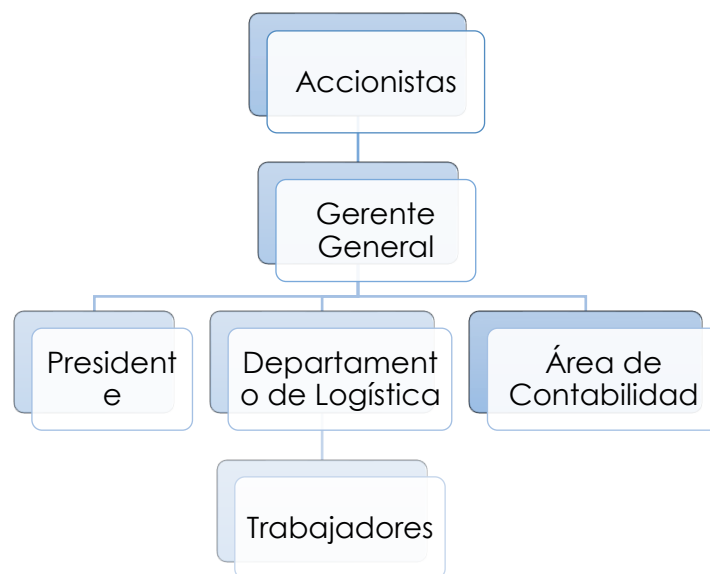 Accionistas
Gerente
General
President
e
Departament
o de Logística
Área de
Contabilidad
Trabajadores